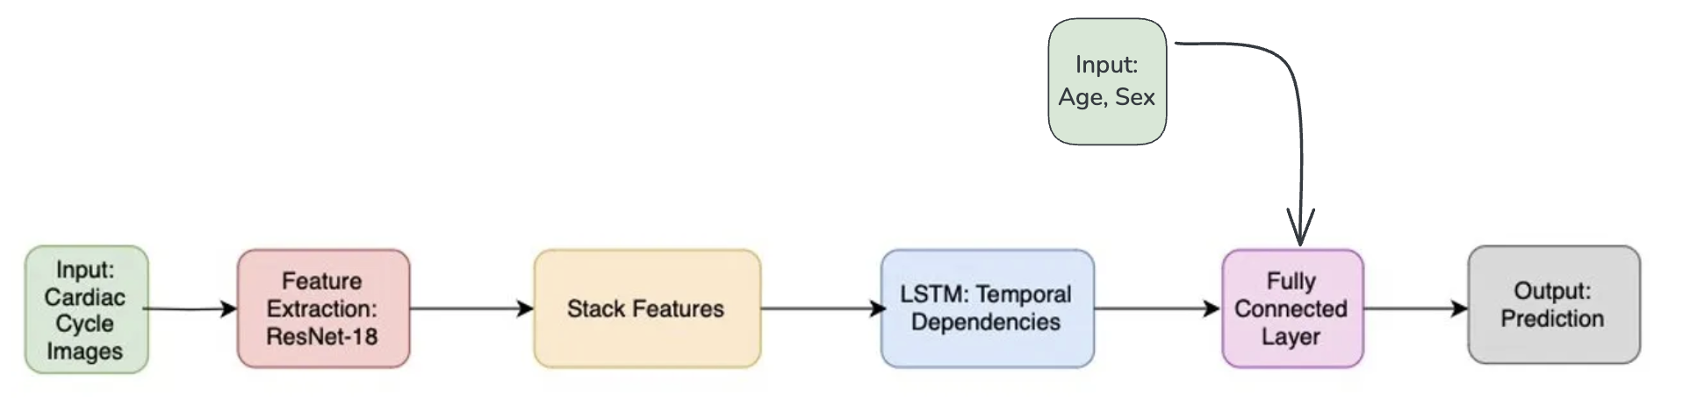 Input:
Age, Sex
Input:
Cardiac
Cycle
Images
Feature
Extraction:
ResNet-18
Stack Features
LSTM: Temporal
Dependencies
Fully
Connected
Layer
Output:
Prediction